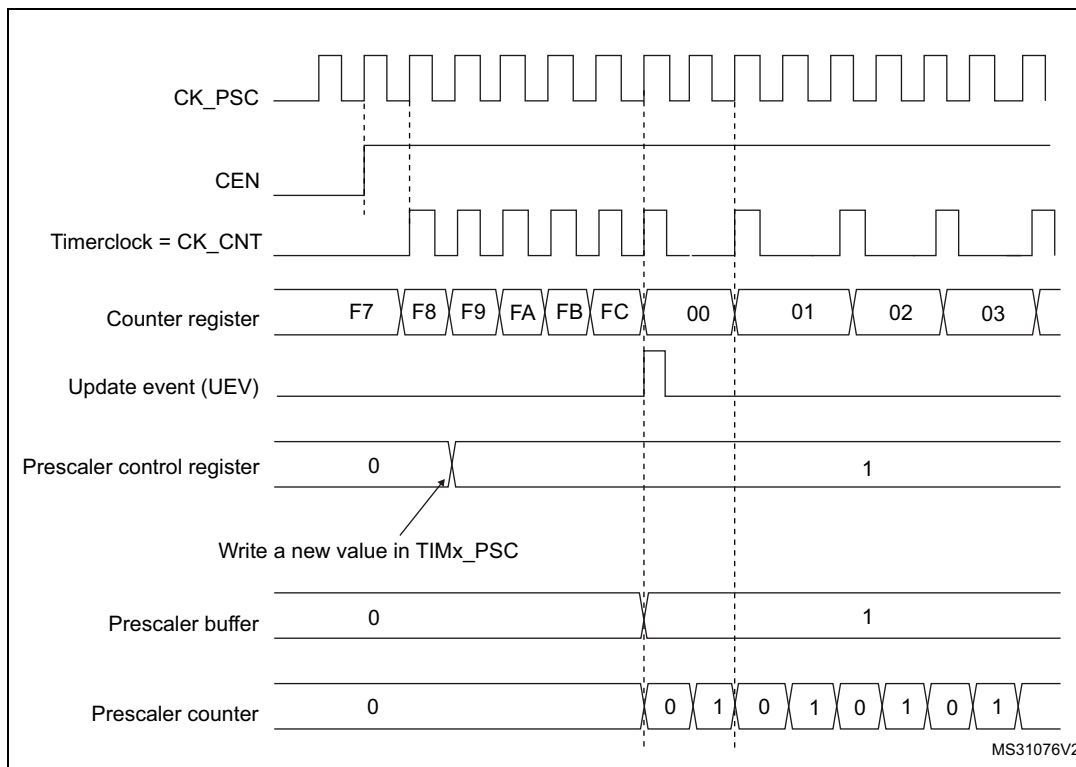 CK_PSC
CEN
Timerclock = CK_CNT
Counter register F7 F8 F9 FA FB FC 00 01 02 03
Update event (UEV)
Prescaler control register 0 1
Write a new value in TIMx_PSC
Prescaler buffer 0 1
Prescaler counter 0 0 1 0 1 0 1 0 1
MS31076V2